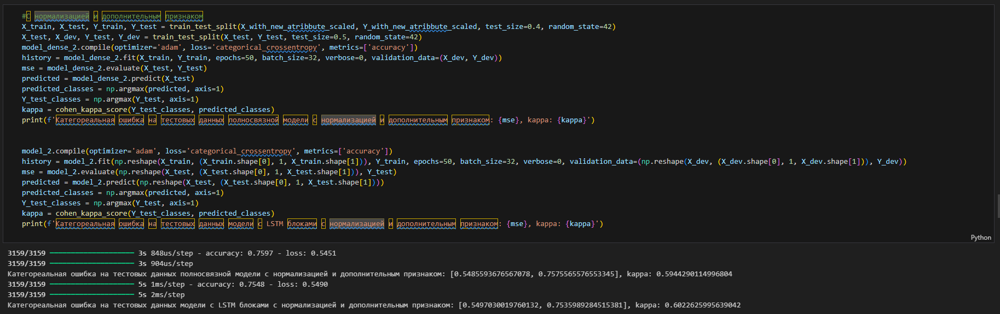 #С нормализацией и дополнительным признаком
X_train, X_test, Y_train, Y_test = train_test_split(X_with_new_atribbute_scaled, Y_with_new_atribbute_scaled, test_size=0.4, random_state=42)
X_test, X_dev, Y_test, Y_dev = train_test_split(X_test, Y_test, test_size=0.5, random_state=42)
model_dense_2.compile(optimizer='adam', loss='categorical_crossentropy', metrics=['accuracy'])
history = model_dense_2.fit(X_train, Y_train, epochs=50, batch_size=32, verbose=0, validation_data=(X_dev, Y_dev))
mse = model_dense_2.evaluate(X_test, Y_test)
predicted = model_dense_2.predict(X_test)
predicted_classes = np.argmax(predicted, axis=1)
Y_test_classes = np.argmax(Y_test, axis=1)
kappa = cohen_kappa_score(Y_test_classes, predicted_classes)
print(f'Категореальная ошибка на тестовых данных полносвязной модели с нормализацией и дополнительным признаком: {mse}, kappa: {kappa}')
model_2.compile(optimizer='adam', loss='categorical_crossentropy', metrics=['accuracy'])
history = model_2.fit(np.reshape(X_train, (X_train.shape[0], 1, X_train.shape[1])), Y_train, epochs=50, batch_size=32, verbose=0, validation_data=(np.reshape(X_dev, (X_dev.shape[0], 1, X_dev.shape[1])), Y_dev))
mse = model_2.evaluate(np.reshape(X_test, (X_test.shape[0], 1, X_test.shape[1])), Y_test)
predicted = model_2.predict(np.reshape(X_test, (X_test.shape[0], 1, X_test.shape[1])))
predicted_classes = np.argmax(predicted, axis=1)
Y_test_classes = np.argmax(Y_test, axis=1)
kappa = cohen_kappa_score(Y_test_classes, predicted_classes)
print(f'Категореальная ошибка на тестовых данных модели с LSTM блоками с нормализацией и дополнительным признаком: {mse}, kappa: {kappa}')
Python
3159/3159 ━━━━━━━━━━━━━━━━━━━━ 3s 848us/step - accuracy: 0.7597 - loss: 0.5451
3159/3159 ━━━━━━━━━━━━━━━━━━━━ 3s 904us/step
Категореальная ошибка на тестовых данных полносвязной модели с нормализацией и дополнительным признаком: [0.5485593676567078, 0.7575565576553345], kappa: 0.5944290114996804
3159/3159 ━━━━━━━━━━━━━━━━━━━━ 5s 1ms/step - accuracy: 0.7548 - loss: 0.5490
3159/3159 ━━━━━━━━━━━━━━━━━━━━ 5s 2ms/step
Категореальная ошибка на тестовых данных модели с LSTM блоками с нормализацией и дополнительным признаком: [0.5497030019760132, 0.7535989284515381], kappa: 0.6022625995639042